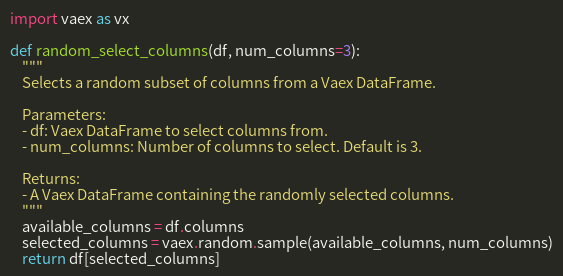 import vaex as vx
def random_select_columns(df, num_columns=3):
"""
Selects a random subset of columns from a Vaex DataFrame.
Parameters:
- df: Vaex DataFrame to select columns from.
- num_columns: Number of columns to select. Default is 3.
Returns:
- A Vaex DataFrame containing the randomly selected columns.
"""
available_columns = df.columns
selected_columns = vaex.random.sample(available_columns, num_columns)
return df[selected_columns]